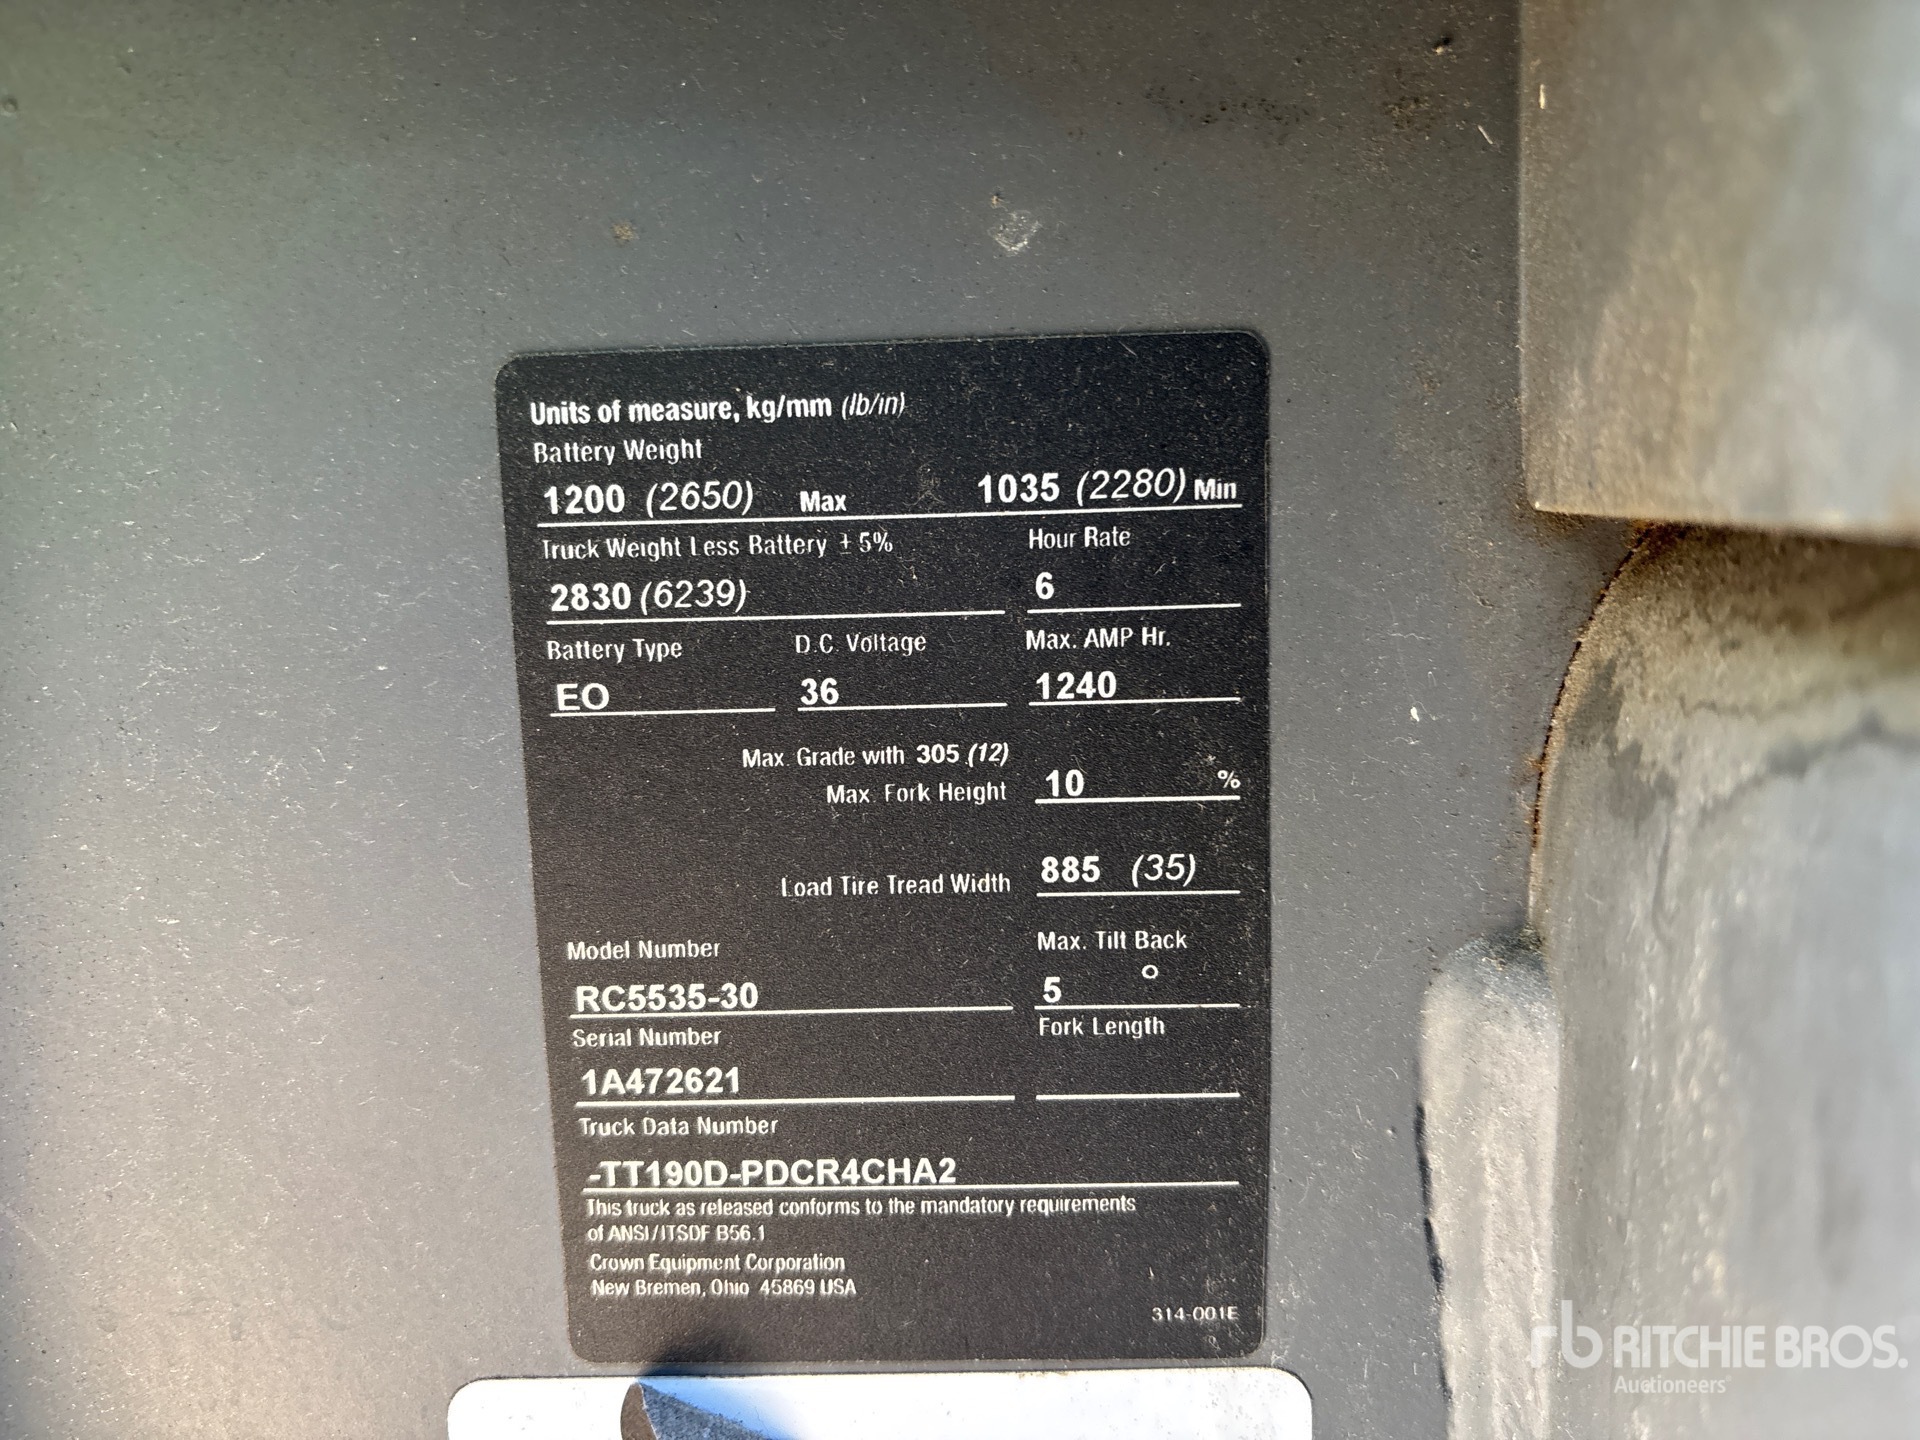 Units of measure, kg/mm (lb/in)
Battery Weight
1200 (2650) Max 1035 (2280) Min
Truck Weight Less Battery ± 5% Hour Rate
2830 (6239) 6
Battery Type D.C. Voltage Max. AMP Hr.
EO 36 1240
Max. Grade with 305 (12)
Max. Fork Height 10 %
Load Tire Tread Width 885 (35)
Model Number Max. Tilt Back
RC5535-30 5 °
Serial Number Fork Length
1A472621
Truck Data Number
-TT190D-PDCR4CHA2
This truck as released conforms to the mandatory requirements
of ANSI/ITSDF B56.1
Crown Equipment Corporation
New Bremen, Ohio 45869 USA
314-001E
rb RITCHIE BROS.
Auctioneers